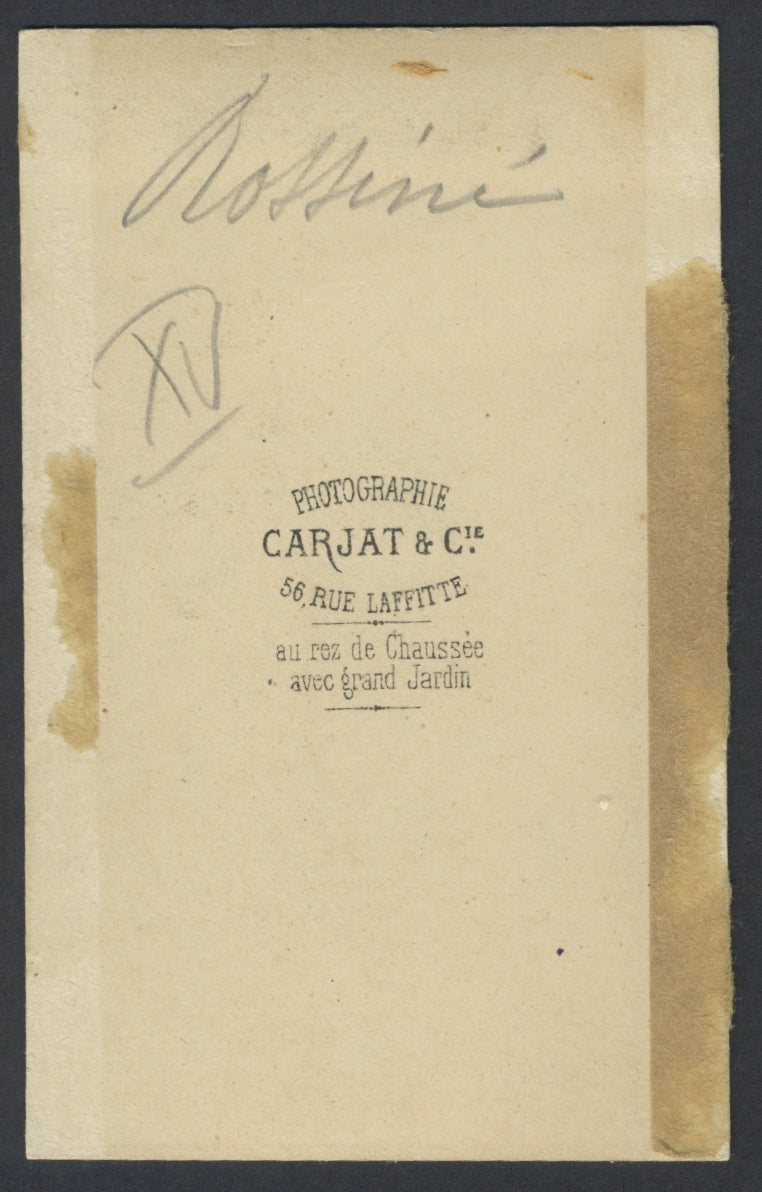 Rossini
XV
PHOTOGRAPHIE
CARJAT & CIE.
56, RUE LAFFITTE
au rez de Chaussée
avec grand Jardin